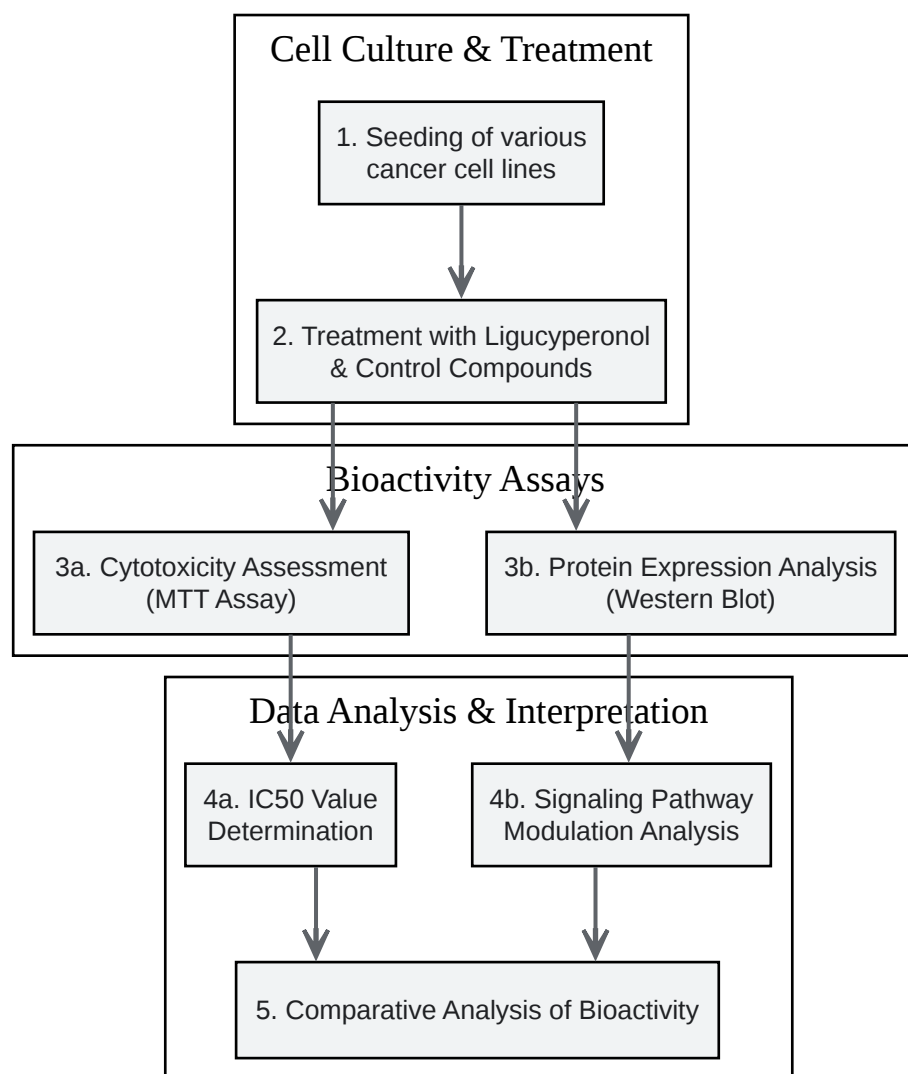 Cell Culture & Treatment
1. Seeding of various
cancer cell lines
2. Treatment with Ligucyperonol
& Control Compounds
Bioactivity Assays
3a. Cytotoxicity Assessment
(MTT Assay)
3b. Protein Expression Analysis
(Western Blot)
Data Analysis & Interpretation
4a. IC50 Value
Determination
4b. Signaling Pathway
Modulation Analysis
5. Comparative Analysis of Bioactivity